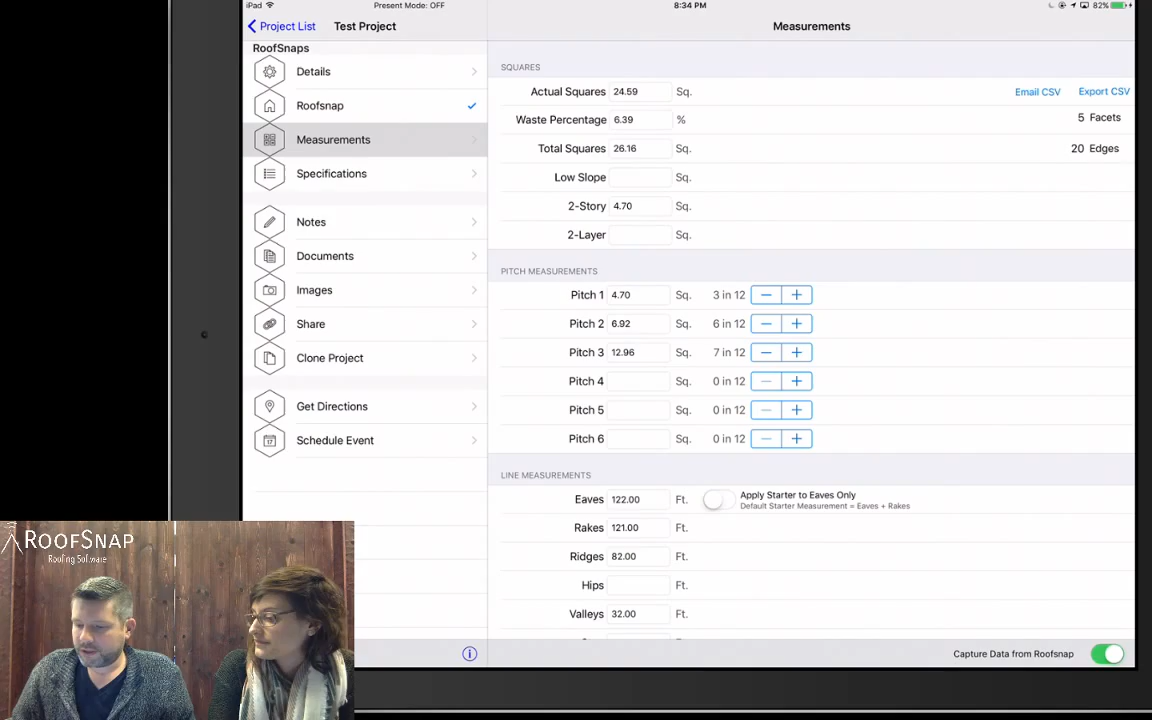 iPad
Present Mode: OFF
8:34 PM
82%
Project List
Test Project
Measurements
RoofSnaps
Details
Roofsnap
Measurements
Specifications
Notes
Documents
Images
Share
Clone Project
Get Directions
17
Schedule Event
SQUARES
Actual Squares 24.59 Sq.
Email CSV Export CSV
Waste Percentage 6.39 %
5 Facets
Total Squares 26.16 Sq.
20 Edges
Low Slope Sq.
2-Story 4.70 Sq.
2-Layer Sq.
PITCH MEASUREMENTS
Pitch 1 4.70 Sq. 3 in 12 − +
Pitch 2 6.92 Sq. 6 in 12 − +
Pitch 3 12.96 Sq. 7 in 12 − +
Pitch 4 Sq. 0 in 12 − +
Pitch 5 Sq. 0 in 12 − +
Pitch 6 Sq. 0 in 12 − +
LINE MEASUREMENTS
Eaves 122.00 Ft.
Apply Starter to Eaves Only
Default Starter Measurement = Eaves + Rakes
Rakes 121.00 Ft.
Ridges 82.00 Ft.
Hips Ft.
Valleys 32.00 Ft.
Capture Data from Roofsnap
ROOFSNAP
Roofing Software